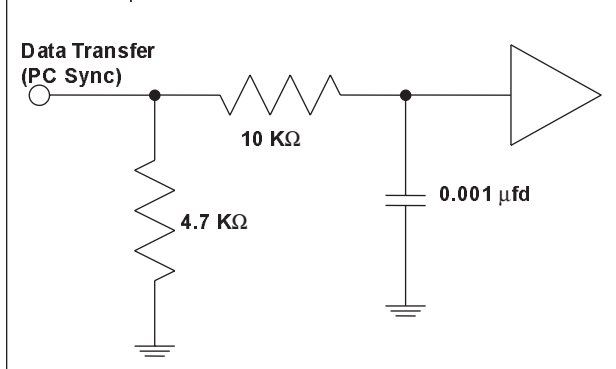 Data Transfer
(PC Sync)
10 KΩ
4.7 KΩ
0.001 μfd